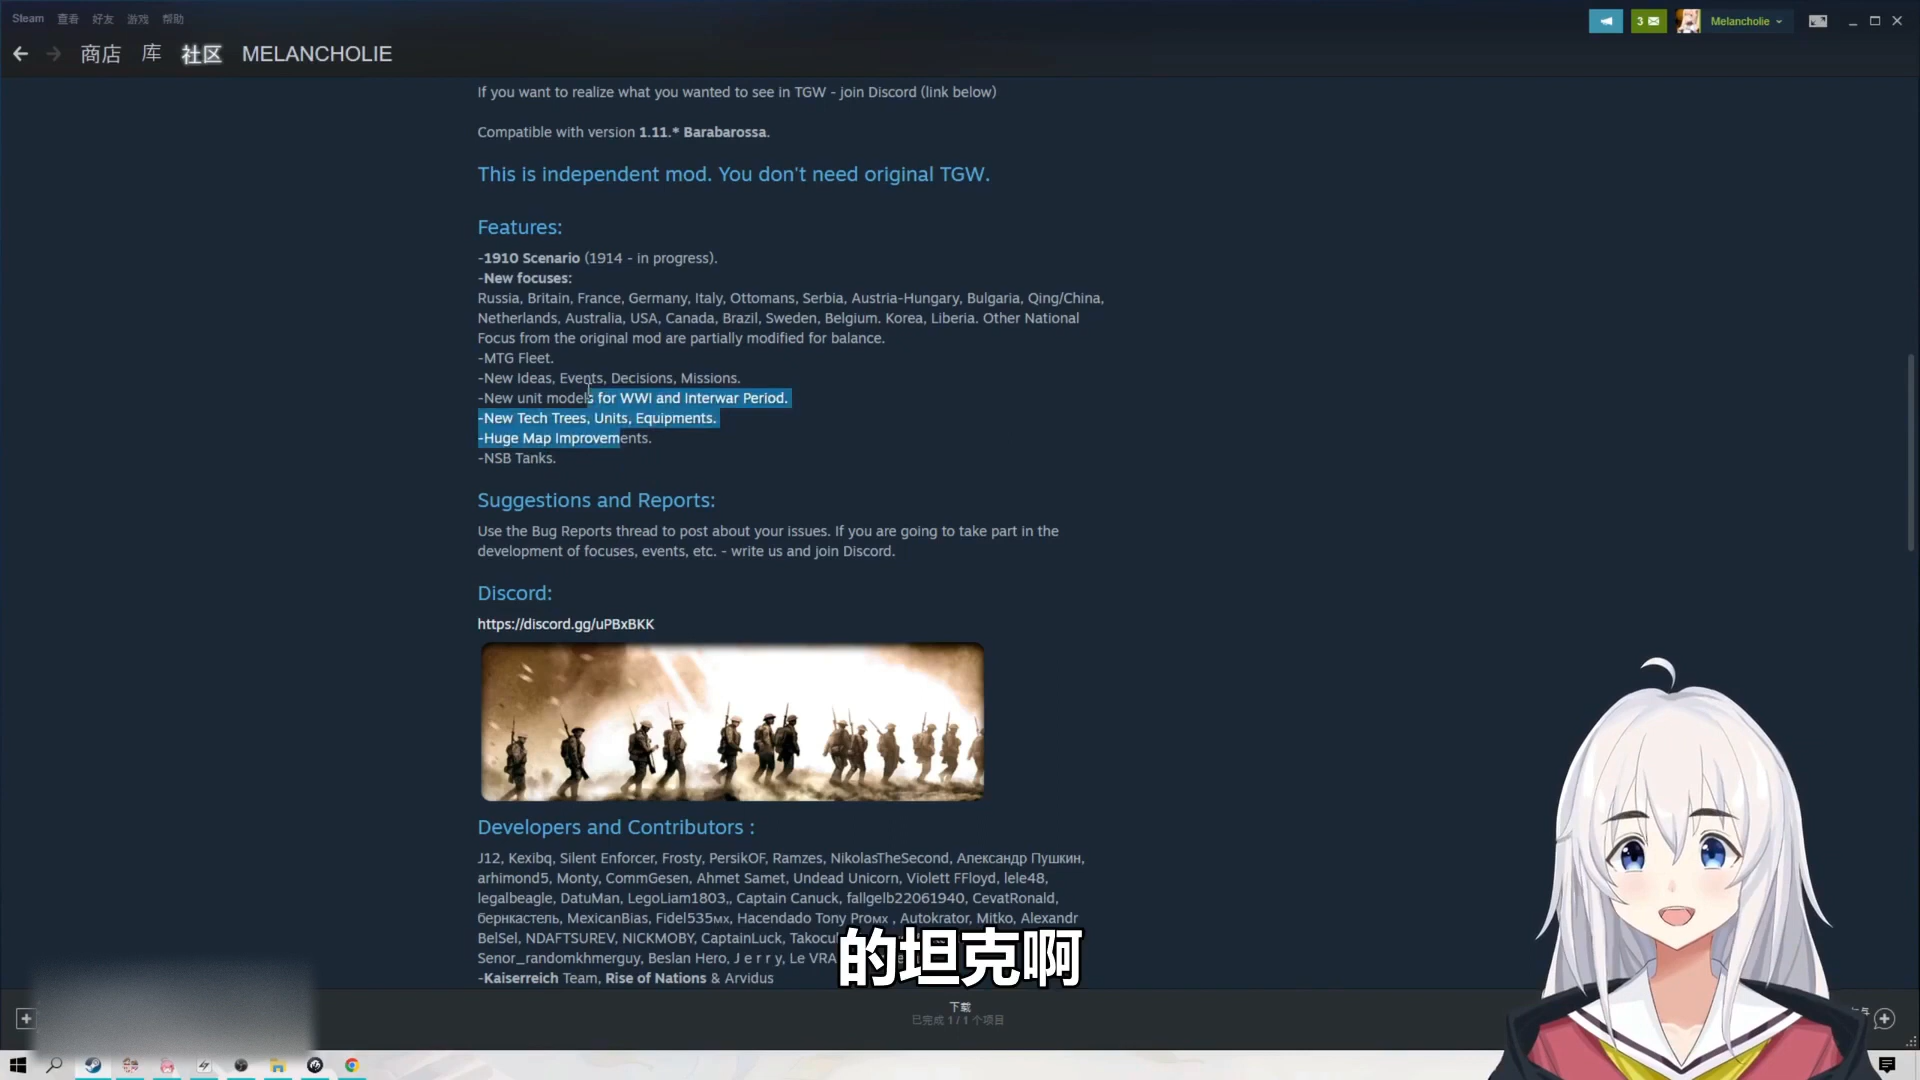 Steam 查看 好友 游戏 帮助
3
Melancholie
商店 库 社区 MELANCHOLIE
If you want to realize what you wanted to see in TGW - join Discord (link below)
Compatible with version 1.11.* Barabarossa.
This is independent mod. You don't need original TGW.
Features:
-1910 Scenario (1914 - in progress).
-New focuses:
Russia, Britain, France, Germany, Italy, Ottomans, Serbia, Austria-Hungary, Bulgaria, Qing/China,
Netherlands, Australia, USA, Canada, Brazil, Sweden, Belgium. Korea, Liberia. Other National
Focus from the original mod are partially modified for balance.
-MTG Fleet.
-New Ideas, Events, Decisions, Missions.
-New unit models for WWI and Interwar Period.
-New Tech Trees, Units, Equipments.
-Huge Map Improvements.
-NSB Tanks.
Suggestions and Reports:
Use the Bug Reports thread to post about your issues. If you are going to take part in the
development of focuses, events, etc. - write us and join Discord.
Discord:
https://discord.gg/uPBxBKK
Developers and Contributors :
J12, Kexibq, Silent Enforcer, Frosty, PersikOF, Ramzes, NikolasTheSecond, Александр Пушкин,
arhimond5, Monty, CommGesen, Ahmet Samet, Undead Unicorn, Violett FFloyd, lele48,
legalbeagle, DatuMan, LegoLiam1803,, Captain Canuck, fallgelb22061940, CevatRonald,
бернкастель, MexicanBias, Fidel535мх, Hacendado Tony Proмх , Autokrator, Mitko, Alexandr
BelSel, NDAFTSUREV, NICKMOBY, CaptainLuck,
Senor_randomkhmerguy, Beslan Hero, J e r r y, Le
-Kaiserreich Team, Rise of Nations & Arvidus
的坦克啊
下载
已完成 1 / 1 个项目